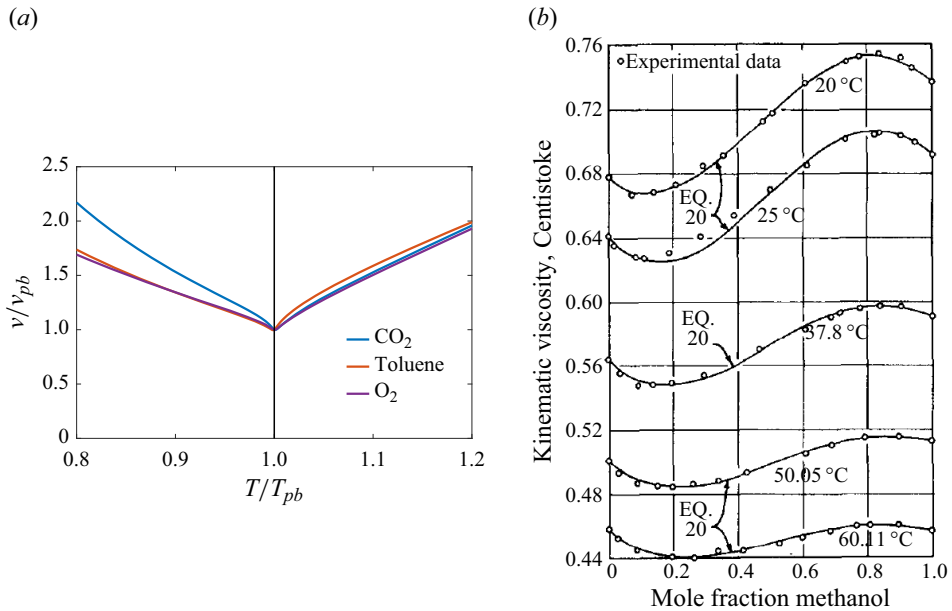 (a)
2.5
2.0
1.5
1.0
0.5
0
ν/νpb
CO2
Toluene
O2
0.8
0.9
1.0
1.1
1.2
T/Tpb
(b)
0.76
0.72
0.68
0.64
0.60
0.56
0.52
0.48
0.44
Kinematic viscosity, Centistoke
Experimental data
20 °C
EQ.
20
25 °C
EQ.
20
37.8 °C
50.05 °C
EQ.
20
60.11 °C
0
0.2
0.4
0.6
0.8
1.0
Mole fraction methanol